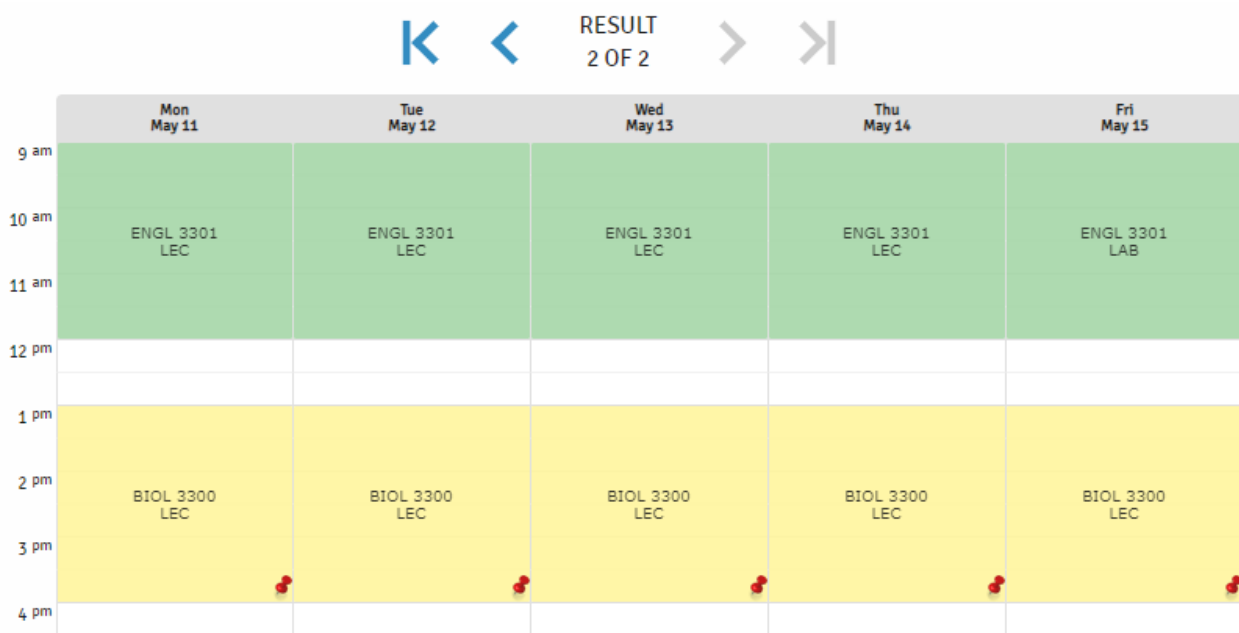 RESULT
2 OF 2
Mon Tue Wed Thu Fri
May 11 May 12 May 13 May 14 May 15
9 am
10 am
ENGL 3301 ENGL 3301 ENGL 3301 ENGL 3301 ENGL 3301
LEC LEC LEC LEC LAB
11 am
12 pm
1 pm
2 pm
BIOL 3300 BIOL 3300 BIOL 3300 BIOL 3300 BIOL 3300
LEC LEC LEC LEC LEC
3 pm
4 pm